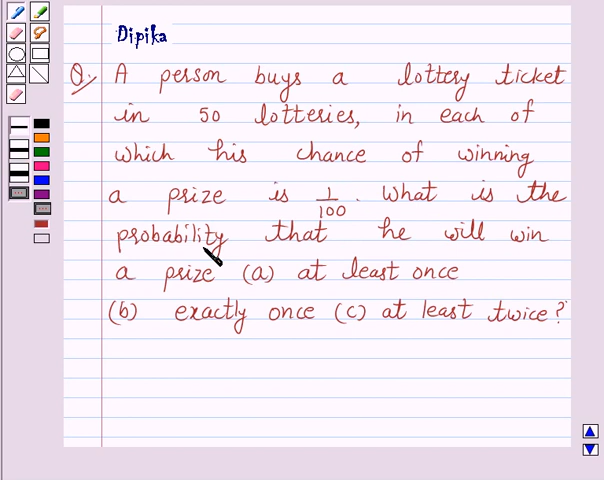 Dipika
Q. A person buys a lottery ticket
in 50 lotteries, in each of
which his chance of winning
a prize is 1/100. What is the
probability that he will win
a prize (a) at least once
(b) exactly once (c) at least twice?